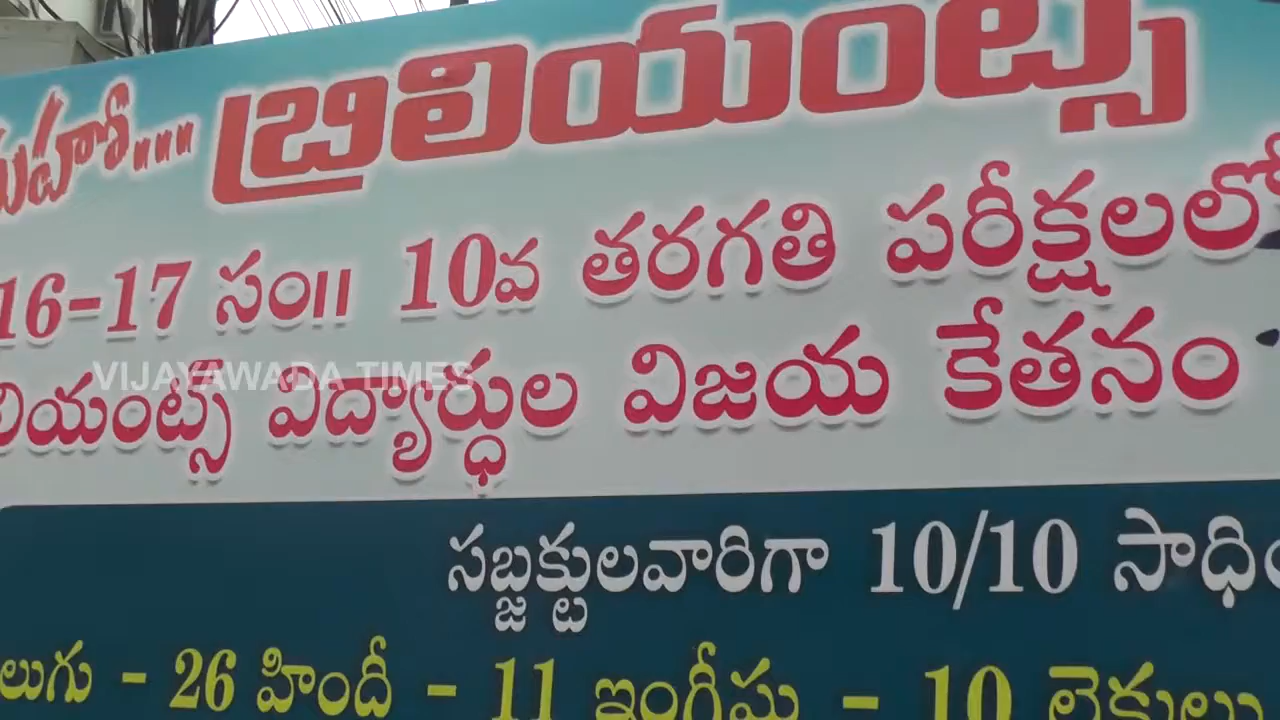 బ్రిలియంట్స్
16-17 సం॥ 10వ తరగతి పరీక్షలలో
విద్యార్ధుల విజయ కేతనం
VIJAYAWADA TIMES
సబ్జక్టులవారిగా 10/10
- 26 హిందీ - 11 ఇంగ్లీషు - 10